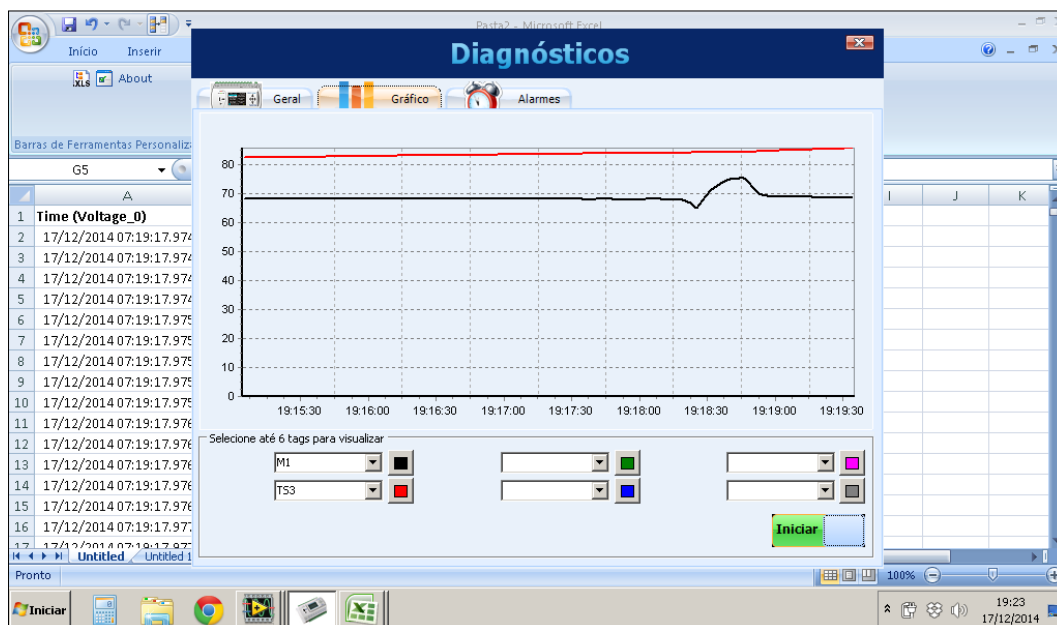 Pasta2 - Microsoft Excel
Início Inserir
About
Barras de Ferramentas Personaliz
Diagnósticos
Geral Gráfico Alarmes
G5
A I J K
1 Time (Voltage_0)
2 17/12/2014 07:19:17.974
3 17/12/2014 07:19:17.974
4 17/12/2014 07:19:17.974
5 17/12/2014 07:19:17.974
6 17/12/2014 07:19:17.975
7 17/12/2014 07:19:17.975
8 17/12/2014 07:19:17.975
9 17/12/2014 07:19:17.975
10 17/12/2014 07:19:17.975
11 17/12/2014 07:19:17.976
12 17/12/2014 07:19:17.976
13 17/12/2014 07:19:17.976
14 17/12/2014 07:19:17.976
15 17/12/2014 07:19:17.976
16 17/12/2014 07:19:17.977
17 17/12/2014 07:19:17.977
80
70
60
50
40
30
20
10
0
19:15:30 19:16:00 19:16:30 19:17:00 19:17:30 19:18:00 19:18:30 19:19:00 19:19:30
Selecione até 6 tags para visualizar
M1
TS3
Iniciar
Untitled Untitled 1
Pronto
100%
Iniciar
19:23
17/12/2014